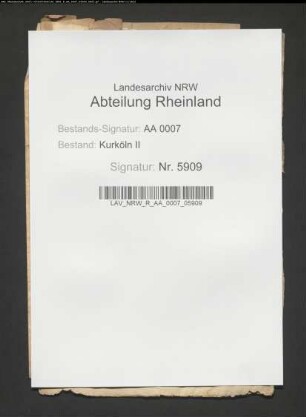 Landesarchiv NRW
Abteilung Rheinland
Bestands-Signatur: AA 0007
Bestand: Kurköln II
Signatur: Nr. 5909
LAV_NRW_R_AA_0007_05909